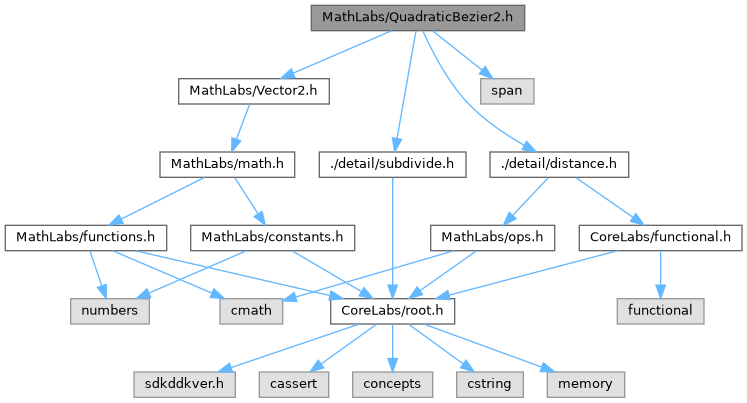 MathLabs/QuadraticBezier2.h
MathLabs/Vector2.h
span
MathLabs/math.h
./detail/subdivide.h
./detail/distance.h
MathLabs/functions.h
MathLabs/constants.h
MathLabs/ops.h
CoreLabs/functional.h
numbers
cmath
CoreLabs/root.h
functional
sdkddkver.h
cassert
concepts
cstring
memory